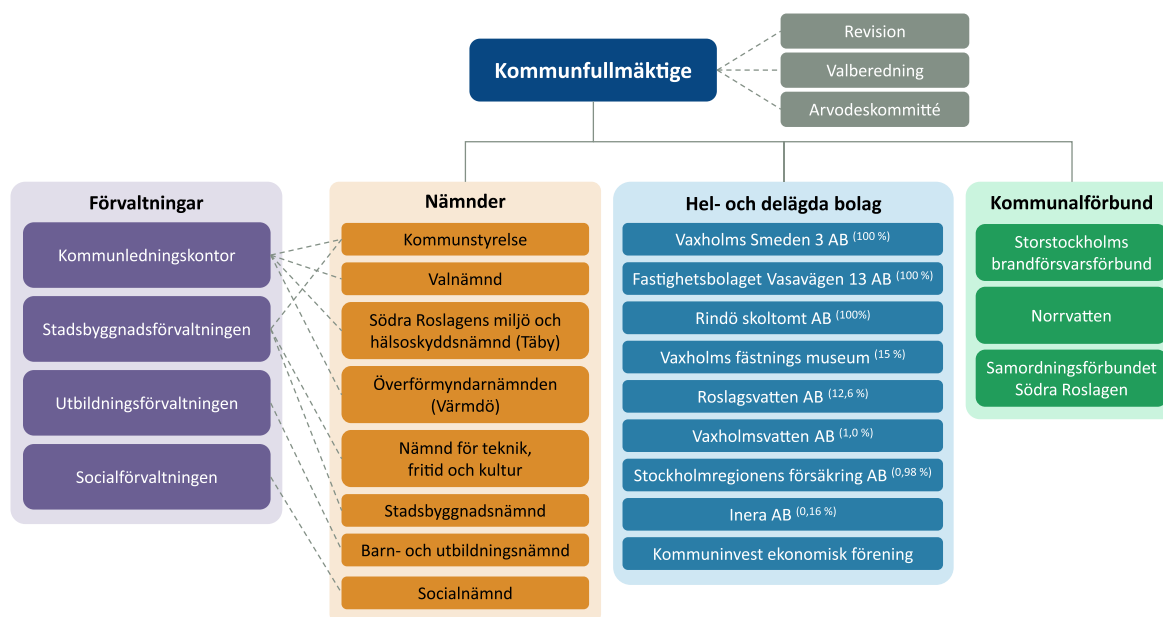 Kommunfullmäktige
Revision
Valberedning
Arvodeskommitté
Förvaltningar
Kommunledningskontor
Stadsbyggnadsförvaltningen
Utbildningsförvaltningen
Socialförvaltningen
Nämnder
Kommunstyrelse
Valnämnd
Södra Roslagens miljö och
hälsoskyddsnämnd (Täby)
Överförmyndarnämnden
(Värmdö)
Nämnd för teknik,
fritid och kultur
Stadsbyggnadsnämnd
Barn- och utbildningsnämnd
Socialnämnd
Hel- och delägda bolag
Vaxholms Smeden 3 AB (100 %)
Fastighetsbolaget Vasavägen 13 AB (100 %)
Rindö skoltomt AB (100%)
Vaxholms fästnings museum (15 %)
Roslagsvatten AB (12,6 %)
Vaxholmsvatten AB (1,0 %)
Stockholmregionens försäkring AB (0,98 %)
Inera AB (0,16 %)
Kommuninvest ekonomisk förening
Kommunalförbund
Storstockholms
brandförsvarsförbund
Norrvatten
Samordningsförbundet
Södra Roslagen